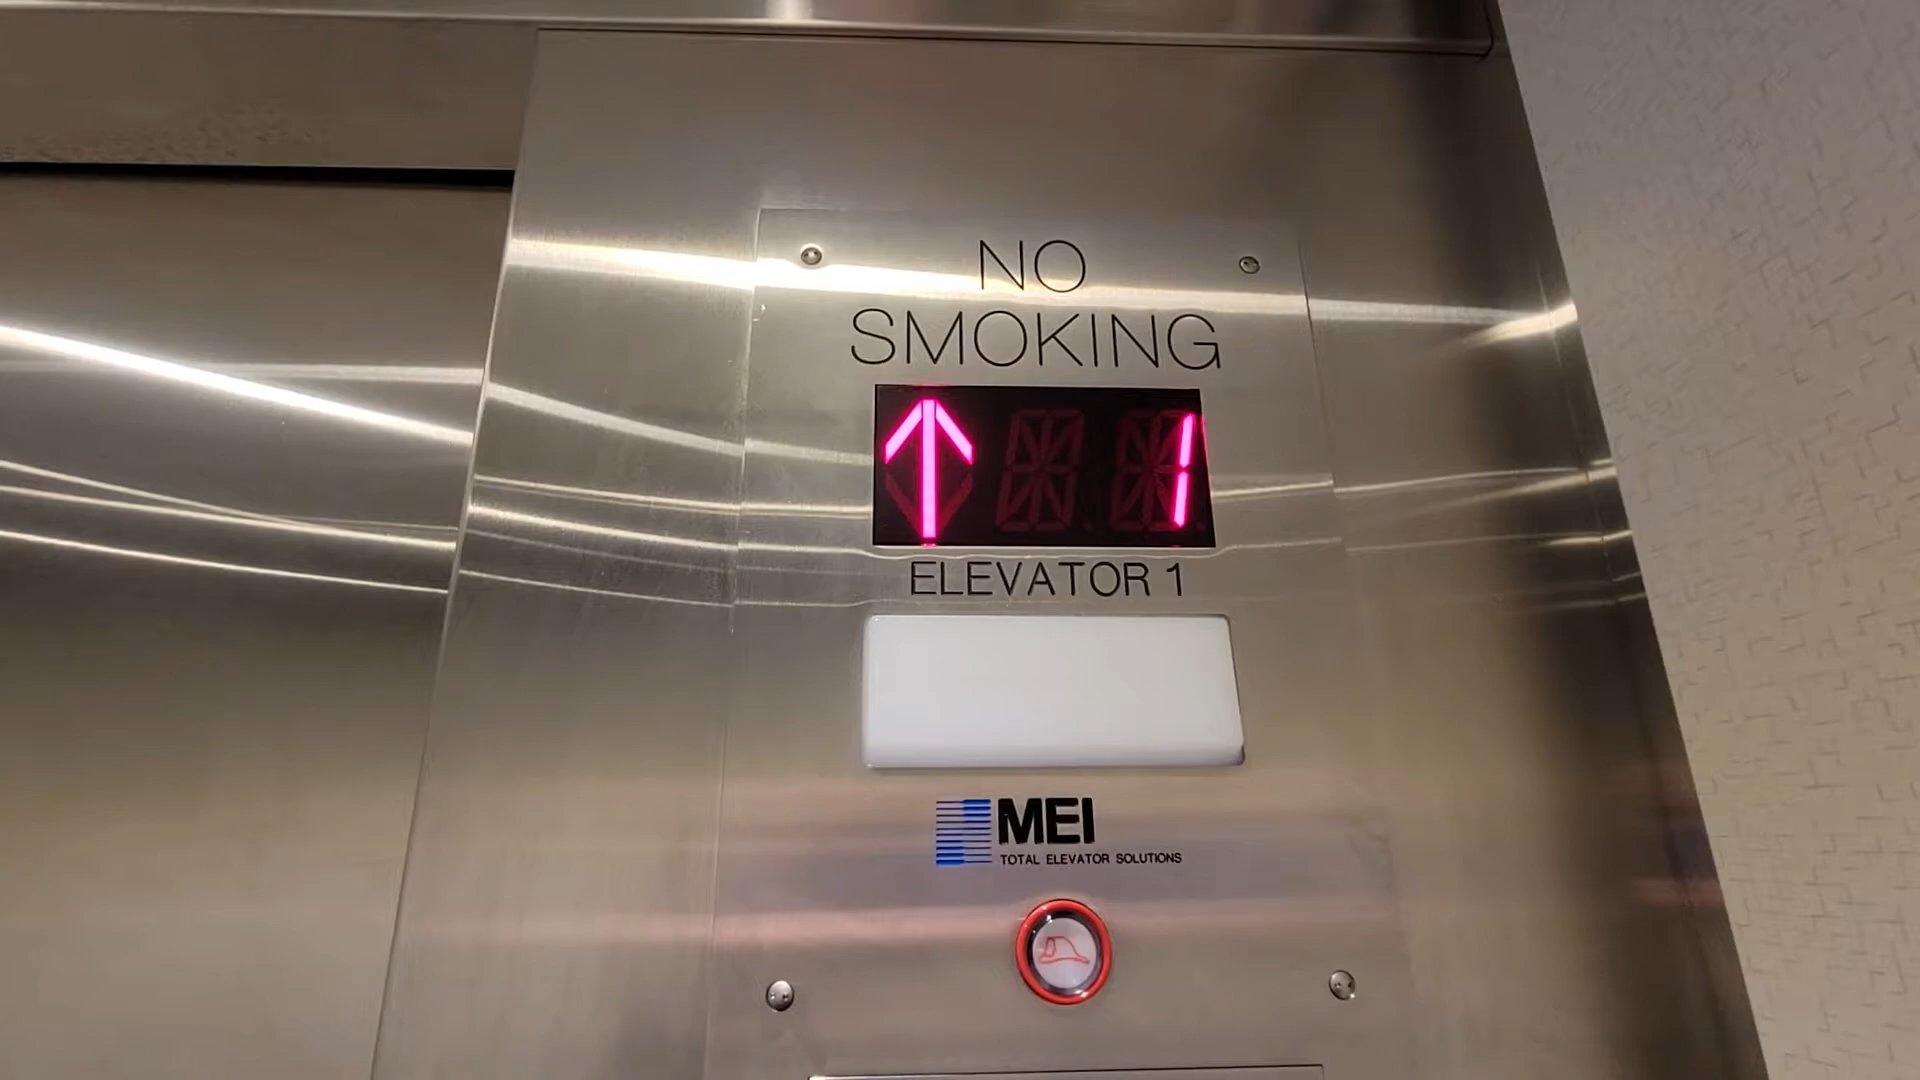 NO
SMOKING
1
ELEVATOR 1
MEI
TOTAL ELEVATOR SOLUTIONS